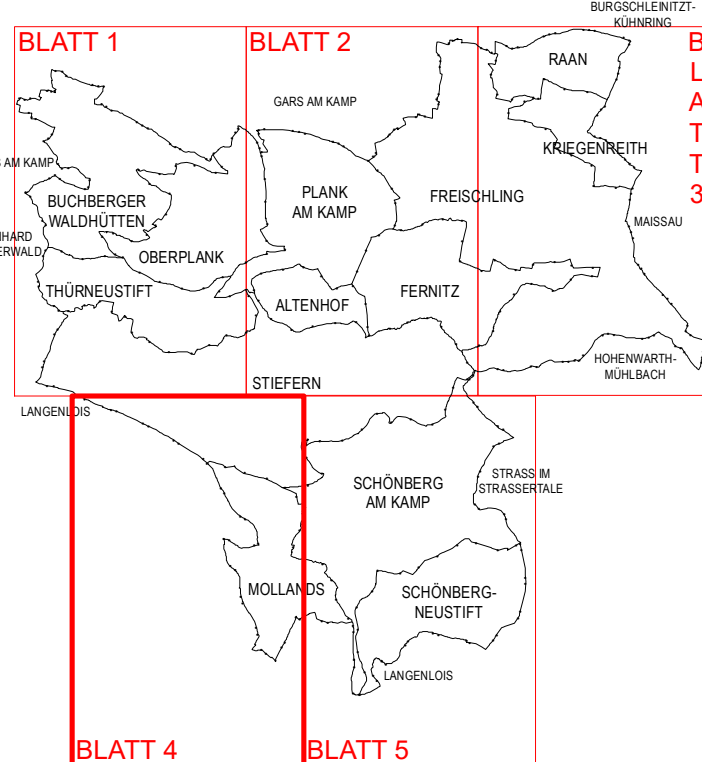 BURGSCHLEINITZT-
KÜHNRING
BLATT 1
BLATT 2
B
L
A
T
T
3
RAAN
GARS AM KAMP
KRIEGENREITH
AM KAMP
BUCHBERGER
WALDHÜTTEN
PLANK
AM KAMP
FREISCHLING
MAISSAU
OBERPLANK
THÜRNEUSTIFT
ALTENHOF
FERNITZ
HOHENWARTH-
MÜHLBACH
STIEFERN
LANGENLOIS
SCHÖNBERG
AM KAMP
STRASS IM
STRASSERTALE
MOLLANDS
SCHÖNBERG-
NEUSTIFT
LANGENLOIS
BLATT 4
BLATT 5